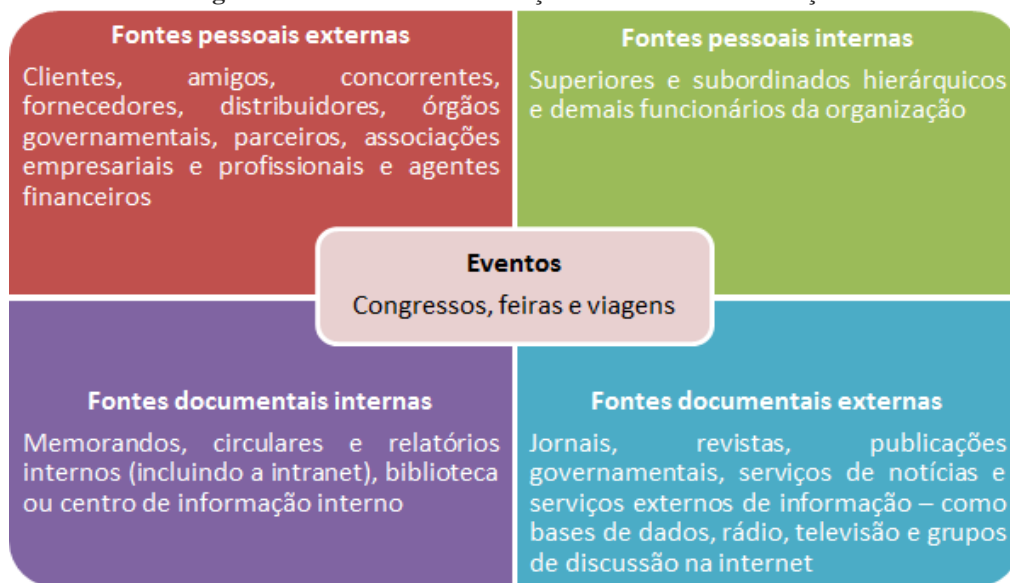 Fontes pessoais externas
Clientes, amigos, concorrentes,
fornecedores, distribuidores, órgãos
governamentais, parceiros, associações
empresariais e profissionais e agentes
financeiros
Fontes pessoais internas
Superiores e subordinados hierárquicos
e demais funcionários da organização
Eventos
Congressos, feiras e viagens
Fontes documentais internas
Memorandos, circulares e relatórios
internos (incluindo a intranet), biblioteca
ou centro de informação interno
Fontes documentais externas
Jornais, revistas, publicações
governamentais, serviços de notícias e
serviços externos de informação – como
bases de dados, rádio, televisão e grupos
de discussão na internet